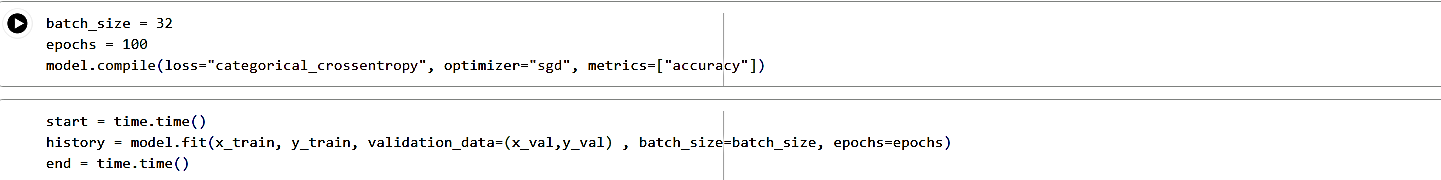 batch_size = 32
epochs = 100
model.compile(loss="categorical_crossentropy", optimizer="sgd", metrics=["accuracy"])
start = time.time()
history = model.fit(x_train, y_train, validation_data=(x_val,y_val) , batch_size=batch_size, epochs=epochs)
end = time.time()